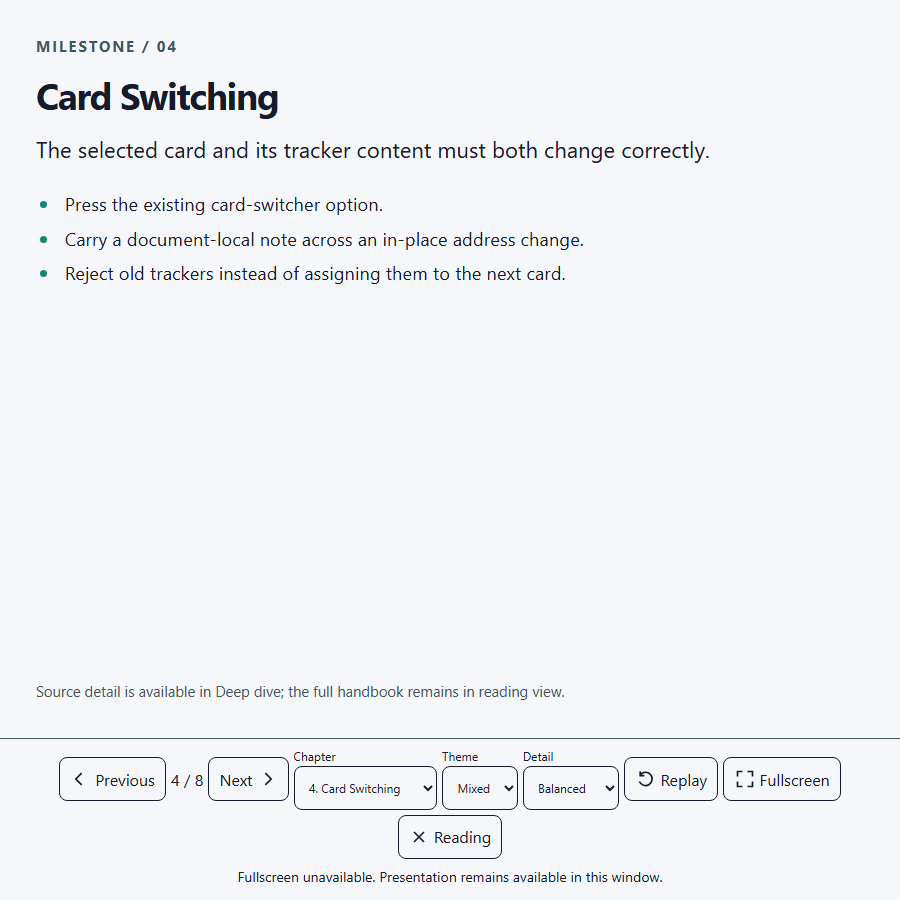 MILESTONE / 04
Card Switching
The selected card and its tracker content must both change correctly.
Press the existing card-switcher option.
Carry a document-local note across an in-place address change.
Reject old trackers instead of assigning them to the next card.
Source detail is available in Deep dive; the full handbook remains in reading view.
Chapter Theme Detail
Previous 4 / 8 Next 4. Card Switching Mixed Balanced Replay Fullscreen
Reading
Fullscreen unavailable. Presentation remains available in this window.